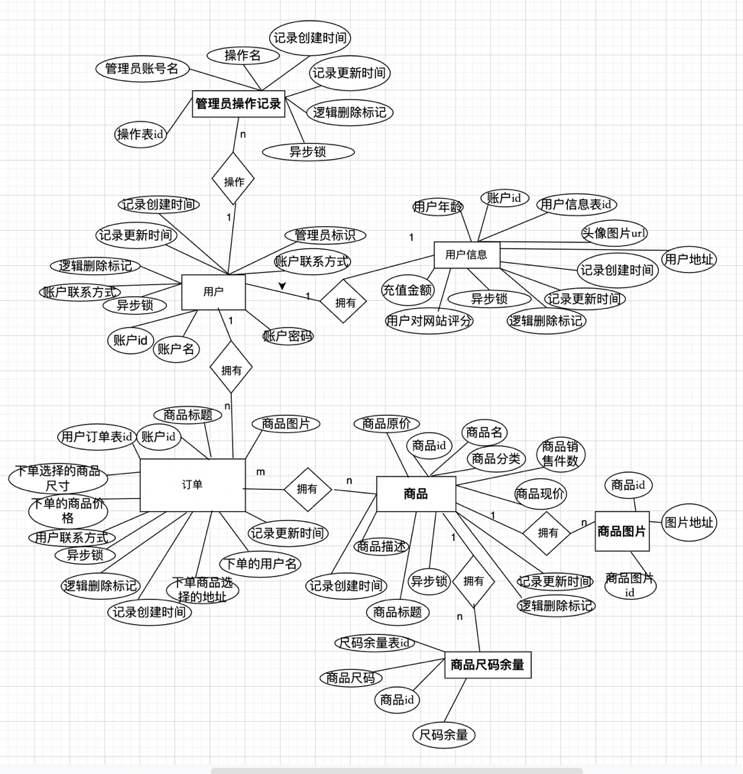 记录创建时间
操作名
管理员账号名
记录更新时间
管理员操作记录
逻辑删除标记
操作表id
n
异步锁
操作
记录创建时间
1
记录更新时间
管理员标识
逻辑删除标记
账户联系方式
账户联系方式
用户
异步锁
1
拥有
账户id
账户名
1
账户密码
用户年龄
账户id
用户信息表id
1
头像图片url
用户信息
用户地址
记录创建时间
充值金额
异步锁
记录更新时间
用户对网站评分
逻辑删除标记
拥有
n
商品标题
用户订单表id
账户id
商品图片
下单选择的商品
尺寸
订单
m
拥有
n
下单的商品价
格
用户联系方式
异步锁
记录更新时间
下单的用户名
逻辑删除标记
下单商品选
择的地址
记录创建时间
商品原价
商品id
商品名
商品分类
商品销
售件数
商品
商品现价
1
拥有
n
商品id
商品图片
图片地址
商品图片
id
商品描述
1
记录创建时间
异步锁
拥有
记录更新时间
商品标题
逻辑删除标记
n
尺码余量表id
商品尺码余量
商品尺码
商品id
尺码余量